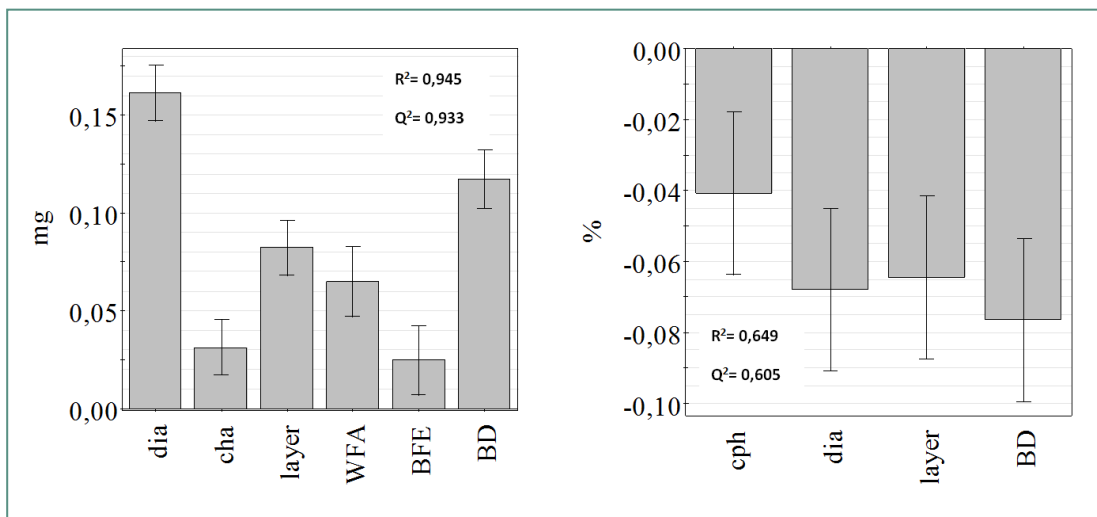 mg
0,15
0,10
0,05
0,00
R²= 0,945
Q²= 0,933
dia
cha
layer
WFA
BFE
BD
%
0,00
-0,02
-0,04
-0,06
-0,08
-0,10
R²= 0,649
Q²= 0,605
cph
dia
layer
BD